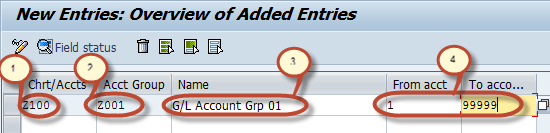 New Entries: Overview of Added Entries
Field status
1 2 3 4
Chrt/Accts Acct Group Name From acct To acco...
Z100 Z001 G/L Account Grp 01 1 99999